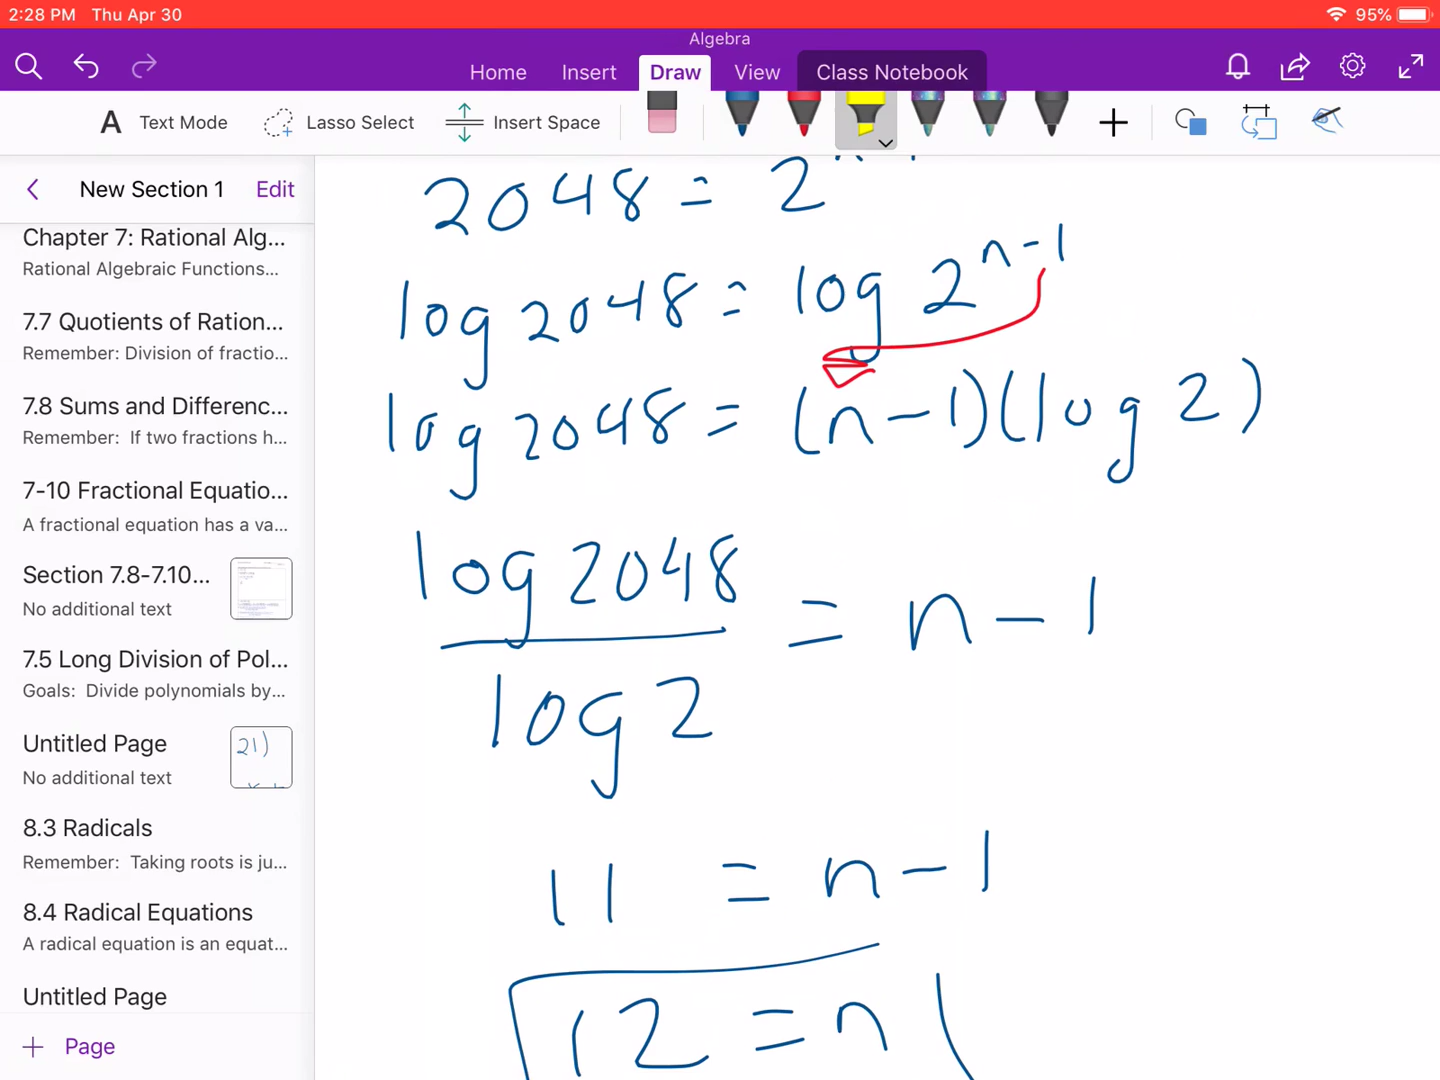 2:28 PM Thu Apr 30 95%
Algebra
Home Insert Draw View Class Notebook
A Text Mode Lasso Select Insert Space
New Section 1 Edit
Chapter 7: Rational Alg...
Rational Algebraic Functions...
7.7 Quotients of Ration...
Remember: Division of fractio...
7.8 Sums and Differenc...
Remember: If two fractions h...
7-10 Fractional Equatio...
A fractional equation has a va...
Section 7.8-7.10...
No additional text
7.5 Long Division of Pol...
Goals: Divide polynomials by...
Untitled Page
No additional text
21)
8.3 Radicals
Remember: Taking roots is ju...
8.4 Radical Equations
A radical equation is an equat...
Untitled Page
+ Page
2048 = 2
log 2048 = log 2^(n-1)
log 2048 = (n-1)(log 2)
log 2048
= n-1
log 2
11 = n-1
12 = n